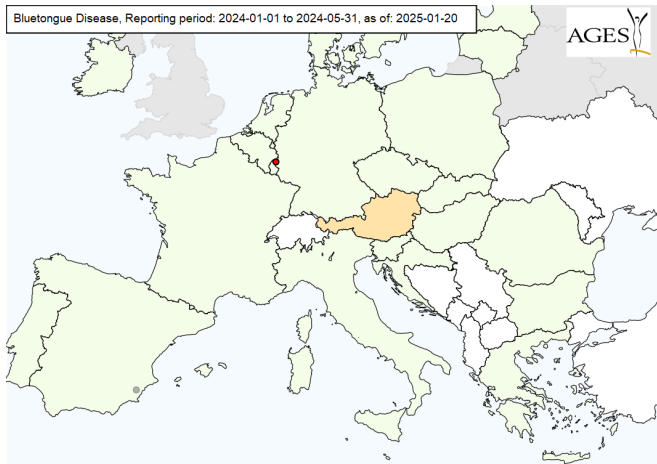 Bluetongue Disease, Reporting period: 2024-01-01 to 2024-05-31, as of: 2025-01-20
AGES